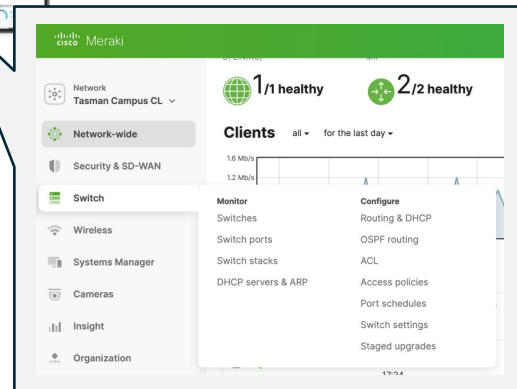 cisco Meraki
UPLINK(S)
MX
1/1 healthy
2/2 healthy
Network
Tasman Campus CL
Network-wide
Clients all for the last day
Security & SD-WAN
1.6 Mb/s
1.2 Mb/s
Switch
Monitor
Switches
Switch ports
Switch stacks
DHCP servers & ARP
Configure
Routing & DHCP
OSPF routing
ACL
Access policies
Port schedules
Switch settings
Staged upgrades
Wireless
Systems Manager
Cameras
Insight
Organization
17:24